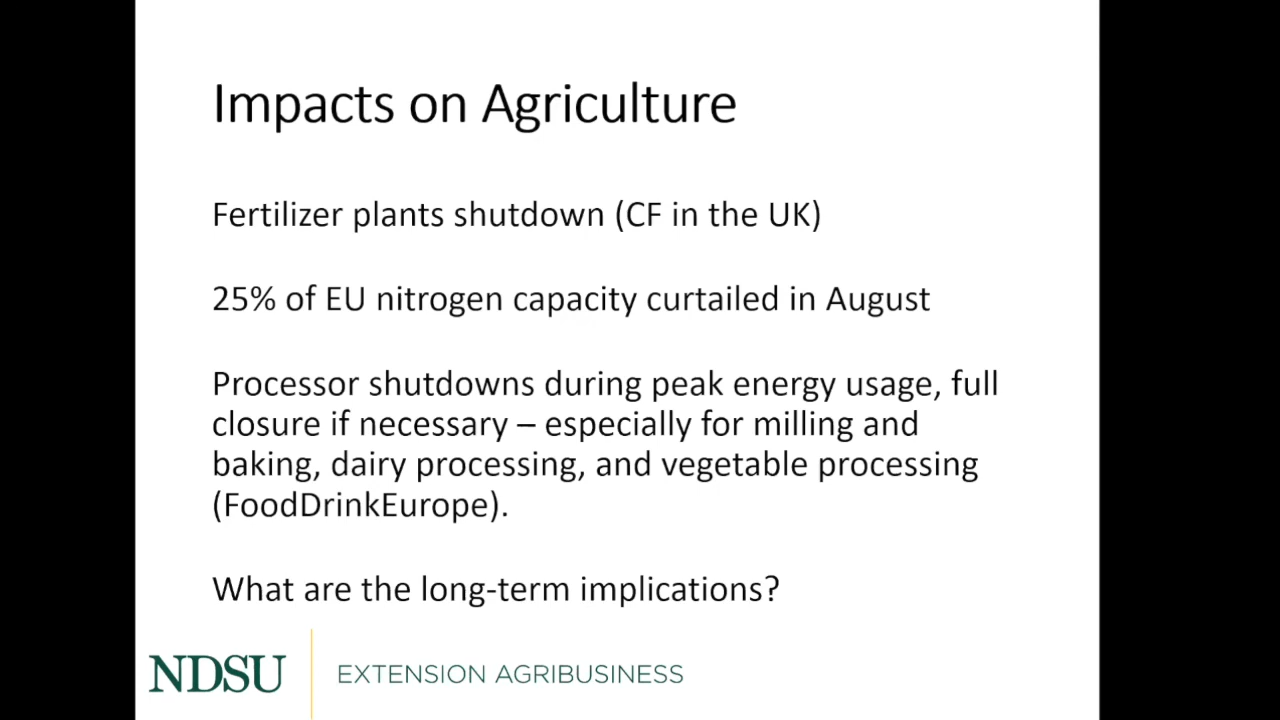 Impacts on Agriculture
Fertilizer plants shutdown (CF in the UK)
25% of EU nitrogen capacity curtailed in August
Processor shutdowns during peak energy usage, full
closure if necessary – especially for milling and
baking, dairy processing, and vegetable processing
(FoodDrinkEurope).
What are the long-term implications?
NDSU EXTENSION AGRIBUSINESS